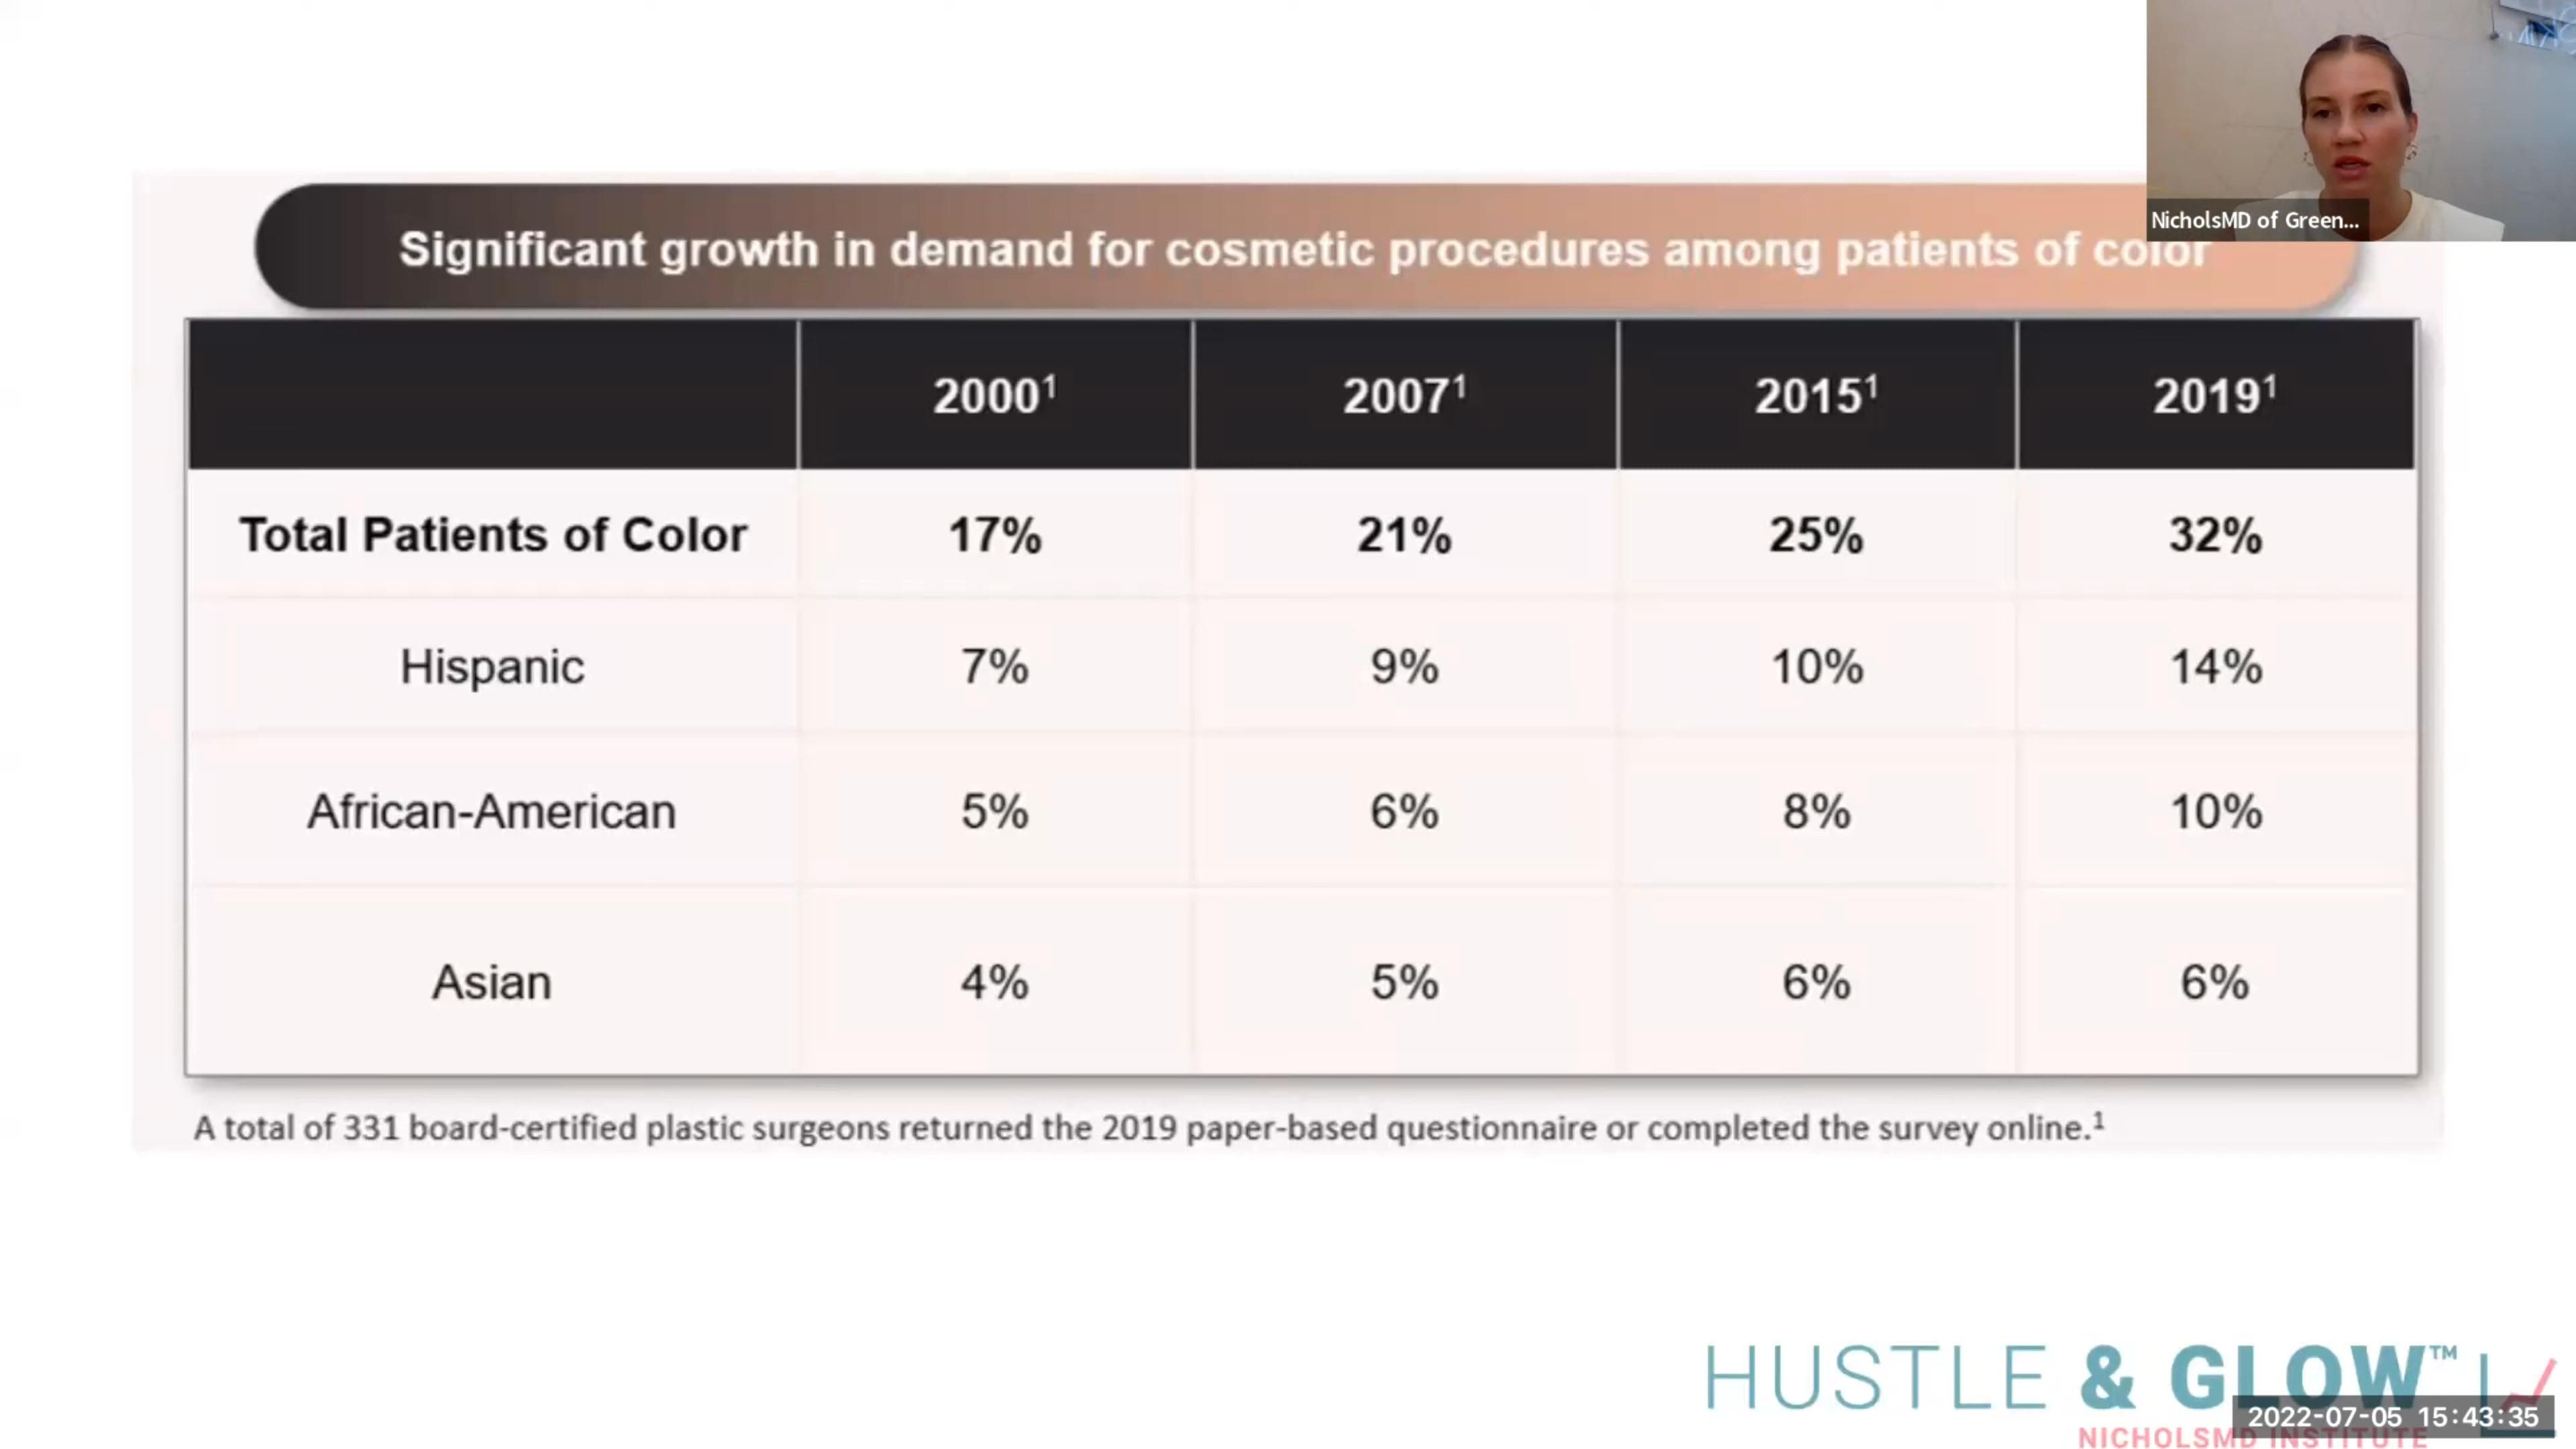 NicholsMD of Green...
Significant growth in demand for cosmetic procedures among patients of color
2000¹ 2007¹ 2015¹ 2019¹
Total Patients of Color 17% 21% 25% 32%
Hispanic 7% 9% 10% 14%
African-American 5% 6% 8% 10%
Asian 4% 5% 6% 6%
A total of 331 board-certified plastic surgeons returned the 2019 paper-based questionnaire or completed the survey online.¹
HUSTLE & GLOW™
2022-07-05 15:43:35
NICHOLSMD INSTITUTE